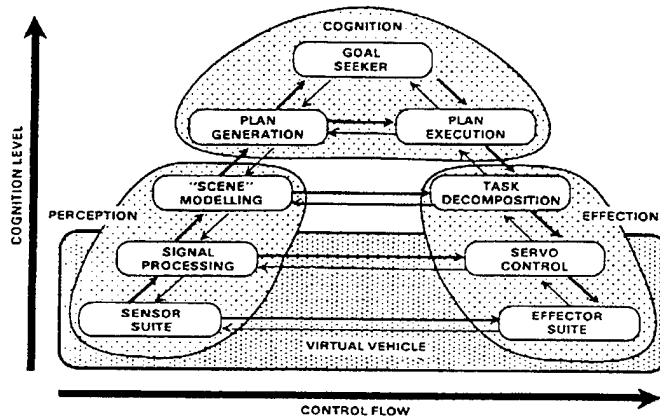 COGNITION
GOAL
SEEKER
PLAN
GENERATION
PLAN
EXECUTION
"SCENE"
MODELLING
TASK
DECOMPOSITION
PERCEPTION
EFFECTION
SIGNAL
PROCESSING
SERVO
CONTROL
SENSOR
SUITE
EFFECTOR
SUITE
VIRTUAL VEHICLE
COGNITION LEVEL
CONTROL FLOW